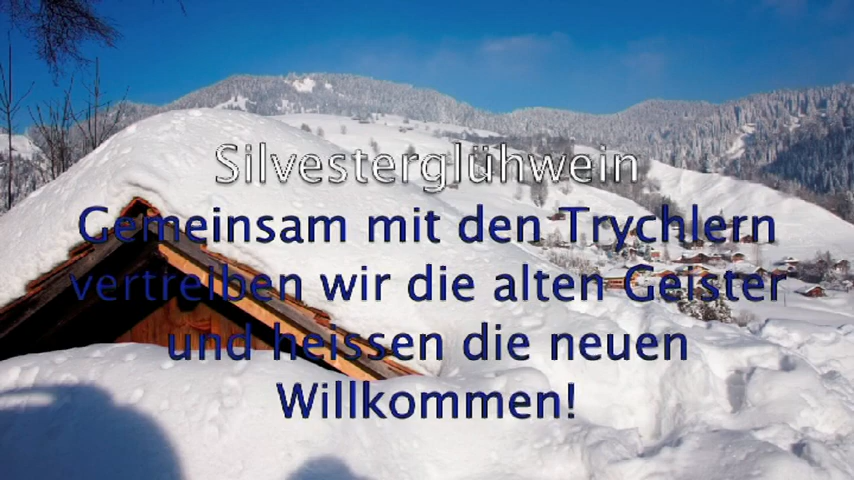 Silvesterglühwein
Gemeinsam mit den Trychlern
vertreiben wir die alten Geister
und heissen die neuen
Willkommen!